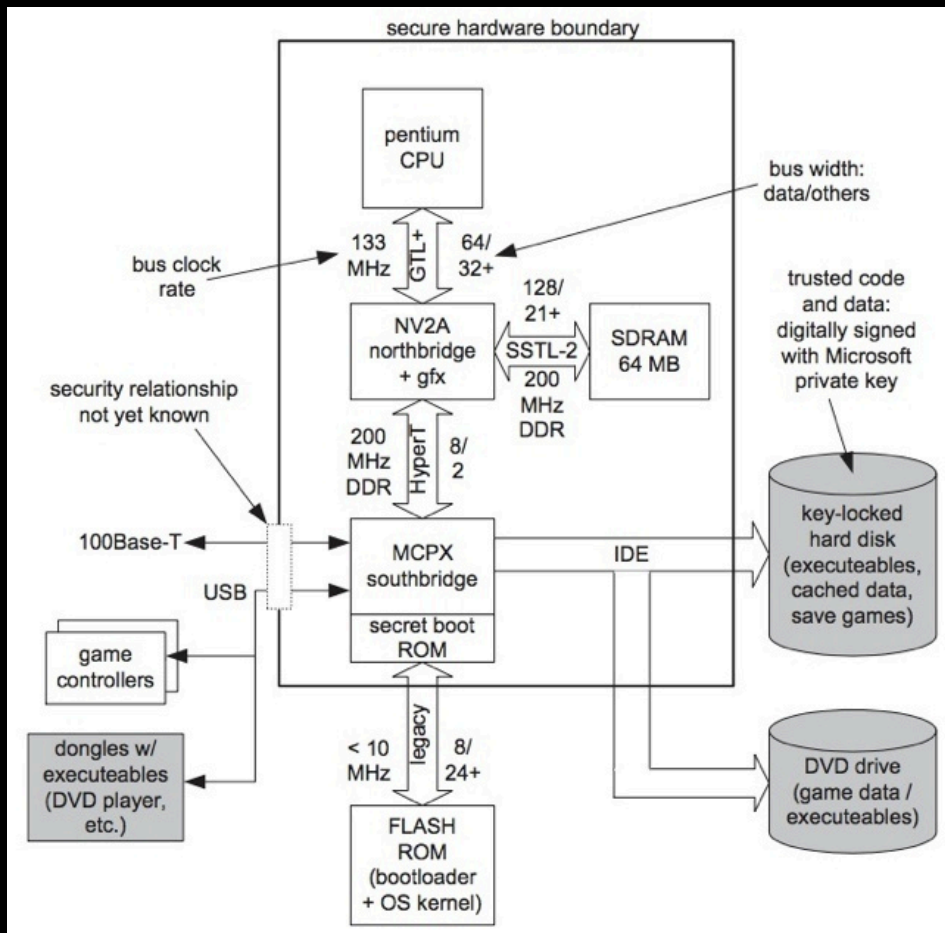 secure hardware boundary
pentium
CPU
bus width:
data/others
133
MHz
GTL+
64/
32+
bus clock
rate
128/
21+
trusted code
and data:
digitally signed
with Microsoft
private key
NV2A
northbridge
+ gfx
SSTL-2
SDRAM
64 MB
200
MHz
DDR
security relationship
not yet known
200
MHz
DDR
HyperT
8/
2
100Base-T
MCPX
southbridge
IDE
key-locked
hard disk
(executeables,
cached data,
save games)
USB
secret boot
ROM
game
controllers
< 10
MHz
legacy
8/
24+
dongles w/
executeables
(DVD player,
etc.)
DVD drive
(game data /
executeables)
FLASH
ROM
(bootloader
+ OS kernel)